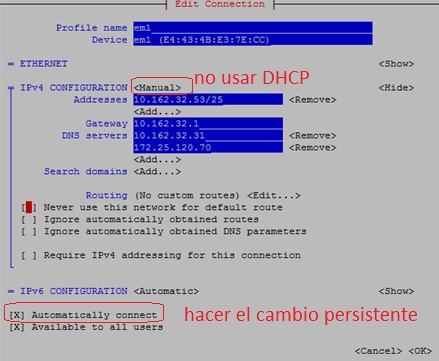 Edit Connection
Profile name em1
Device em1 (E4:43:4B:E3:7E:CC)
= ETHERNET <Show>
= IPv4 CONFIGURATION <Manual> <Hide>
no usar DHCP
Addresses 10.162.32.53/25 <Remove>
<Add...>
Gateway 10.162.32.1
DNS servers 10.162.32.31 <Remove>
172.25.120.70 <Remove>
<Add...>
Search domains <Add...>
Routing (No custom routes) <Edit...>
[ ] Never use this network for default route
[ ] Ignore automatically obtained routes
[ ] Ignore automatically obtained DNS parameters
[ ] Require IPv4 addressing for this connection
= IPv6 CONFIGURATION <Automatic> <Show>
[X] Automatically connect
hacer el cambio persistente
[X] Available to all users
<Cancel> <OK>